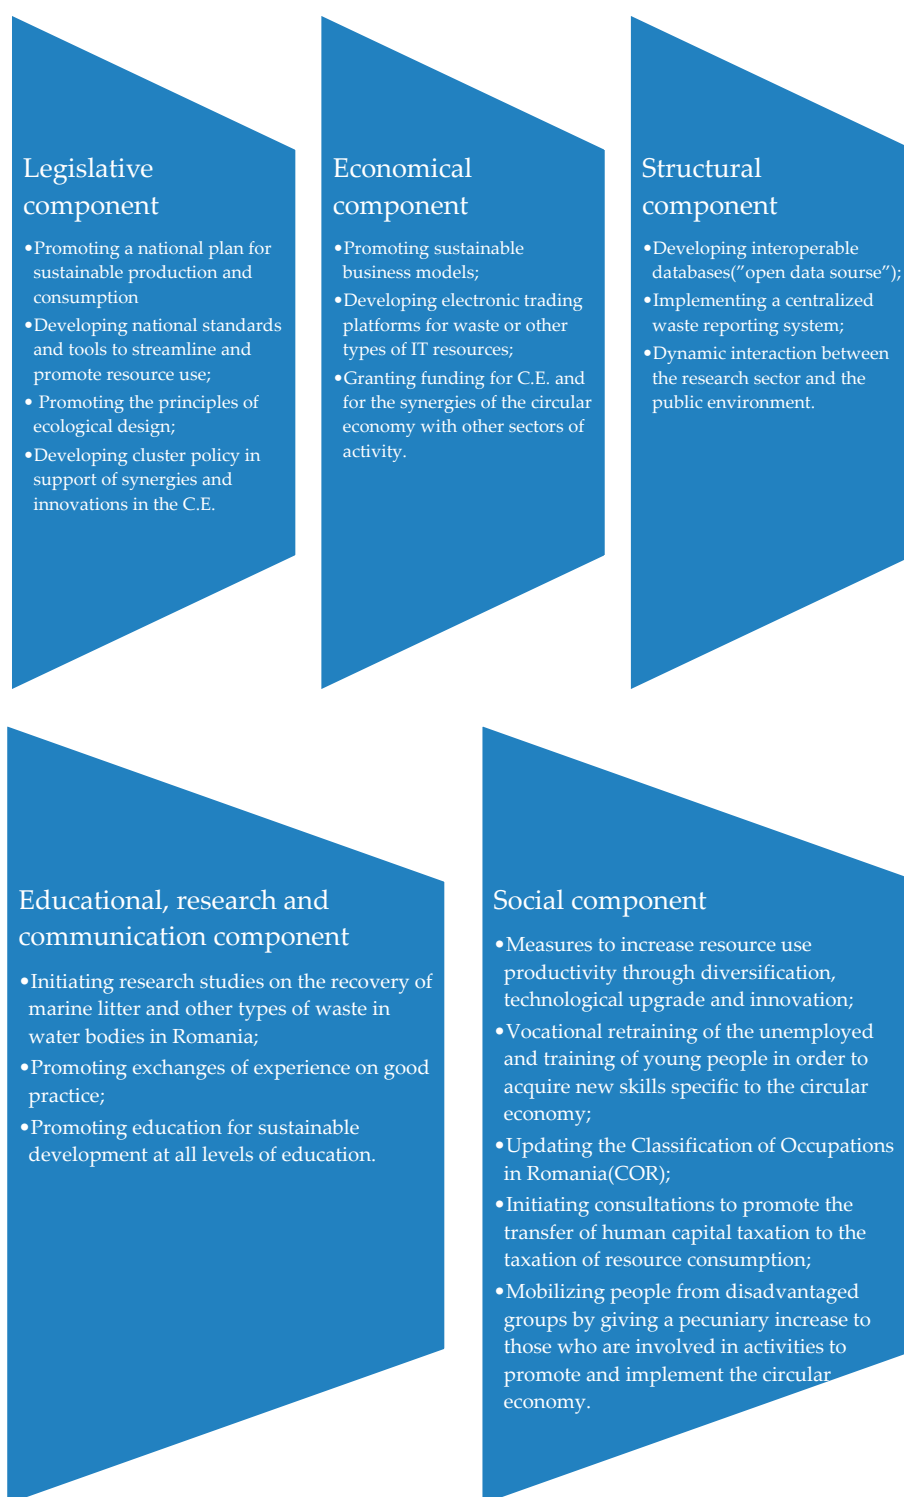 Legislative
component
•Promoting a national plan for
sustainable production and
consumption
•Developing national standards
and tools to streamline and
promote resource use;
• Promoting the principles of
ecological design;
•Developing cluster policy in
support of synergies and
innovations in the C.E.
Economical
component
•Promoting sustainable
business models;
•Developing electronic trading
platforms for waste or other
types of IT resources;
•Granting funding for C.E. and
for the synergies of the circular
economy with other sectors of
activity.
Structural
component
•Developing interoperable
databases(”open data sourse”);
•Implementing a centralized
waste reporting system;
•Dynamic interaction between
the research sector and the
public environment.
Educational, research and
communication component
•Initiating research studies on the recovery of
marine litter and other types of waste in
water bodies in Romania;
•Promoting exchanges of experience on good
practice;
•Promoting education for sustainable
development at all levels of education.
Social component
•Measures to increase resource use
productivity through diversification,
technological upgrade and innovation;
•Vocational retraining of the unemployed
and training of young people in order to
acquire new skills specific to the circular
economy;
•Updating the Classification of Occupations
in Romania(COR);
•Initiating consultations to promote the
transfer of human capital taxation to the
taxation of resource consumption;
•Mobilizing people from disadvantaged
groups by giving a pecuniary increase to
those who are involved in activities to
promote and implement the circular
economy.